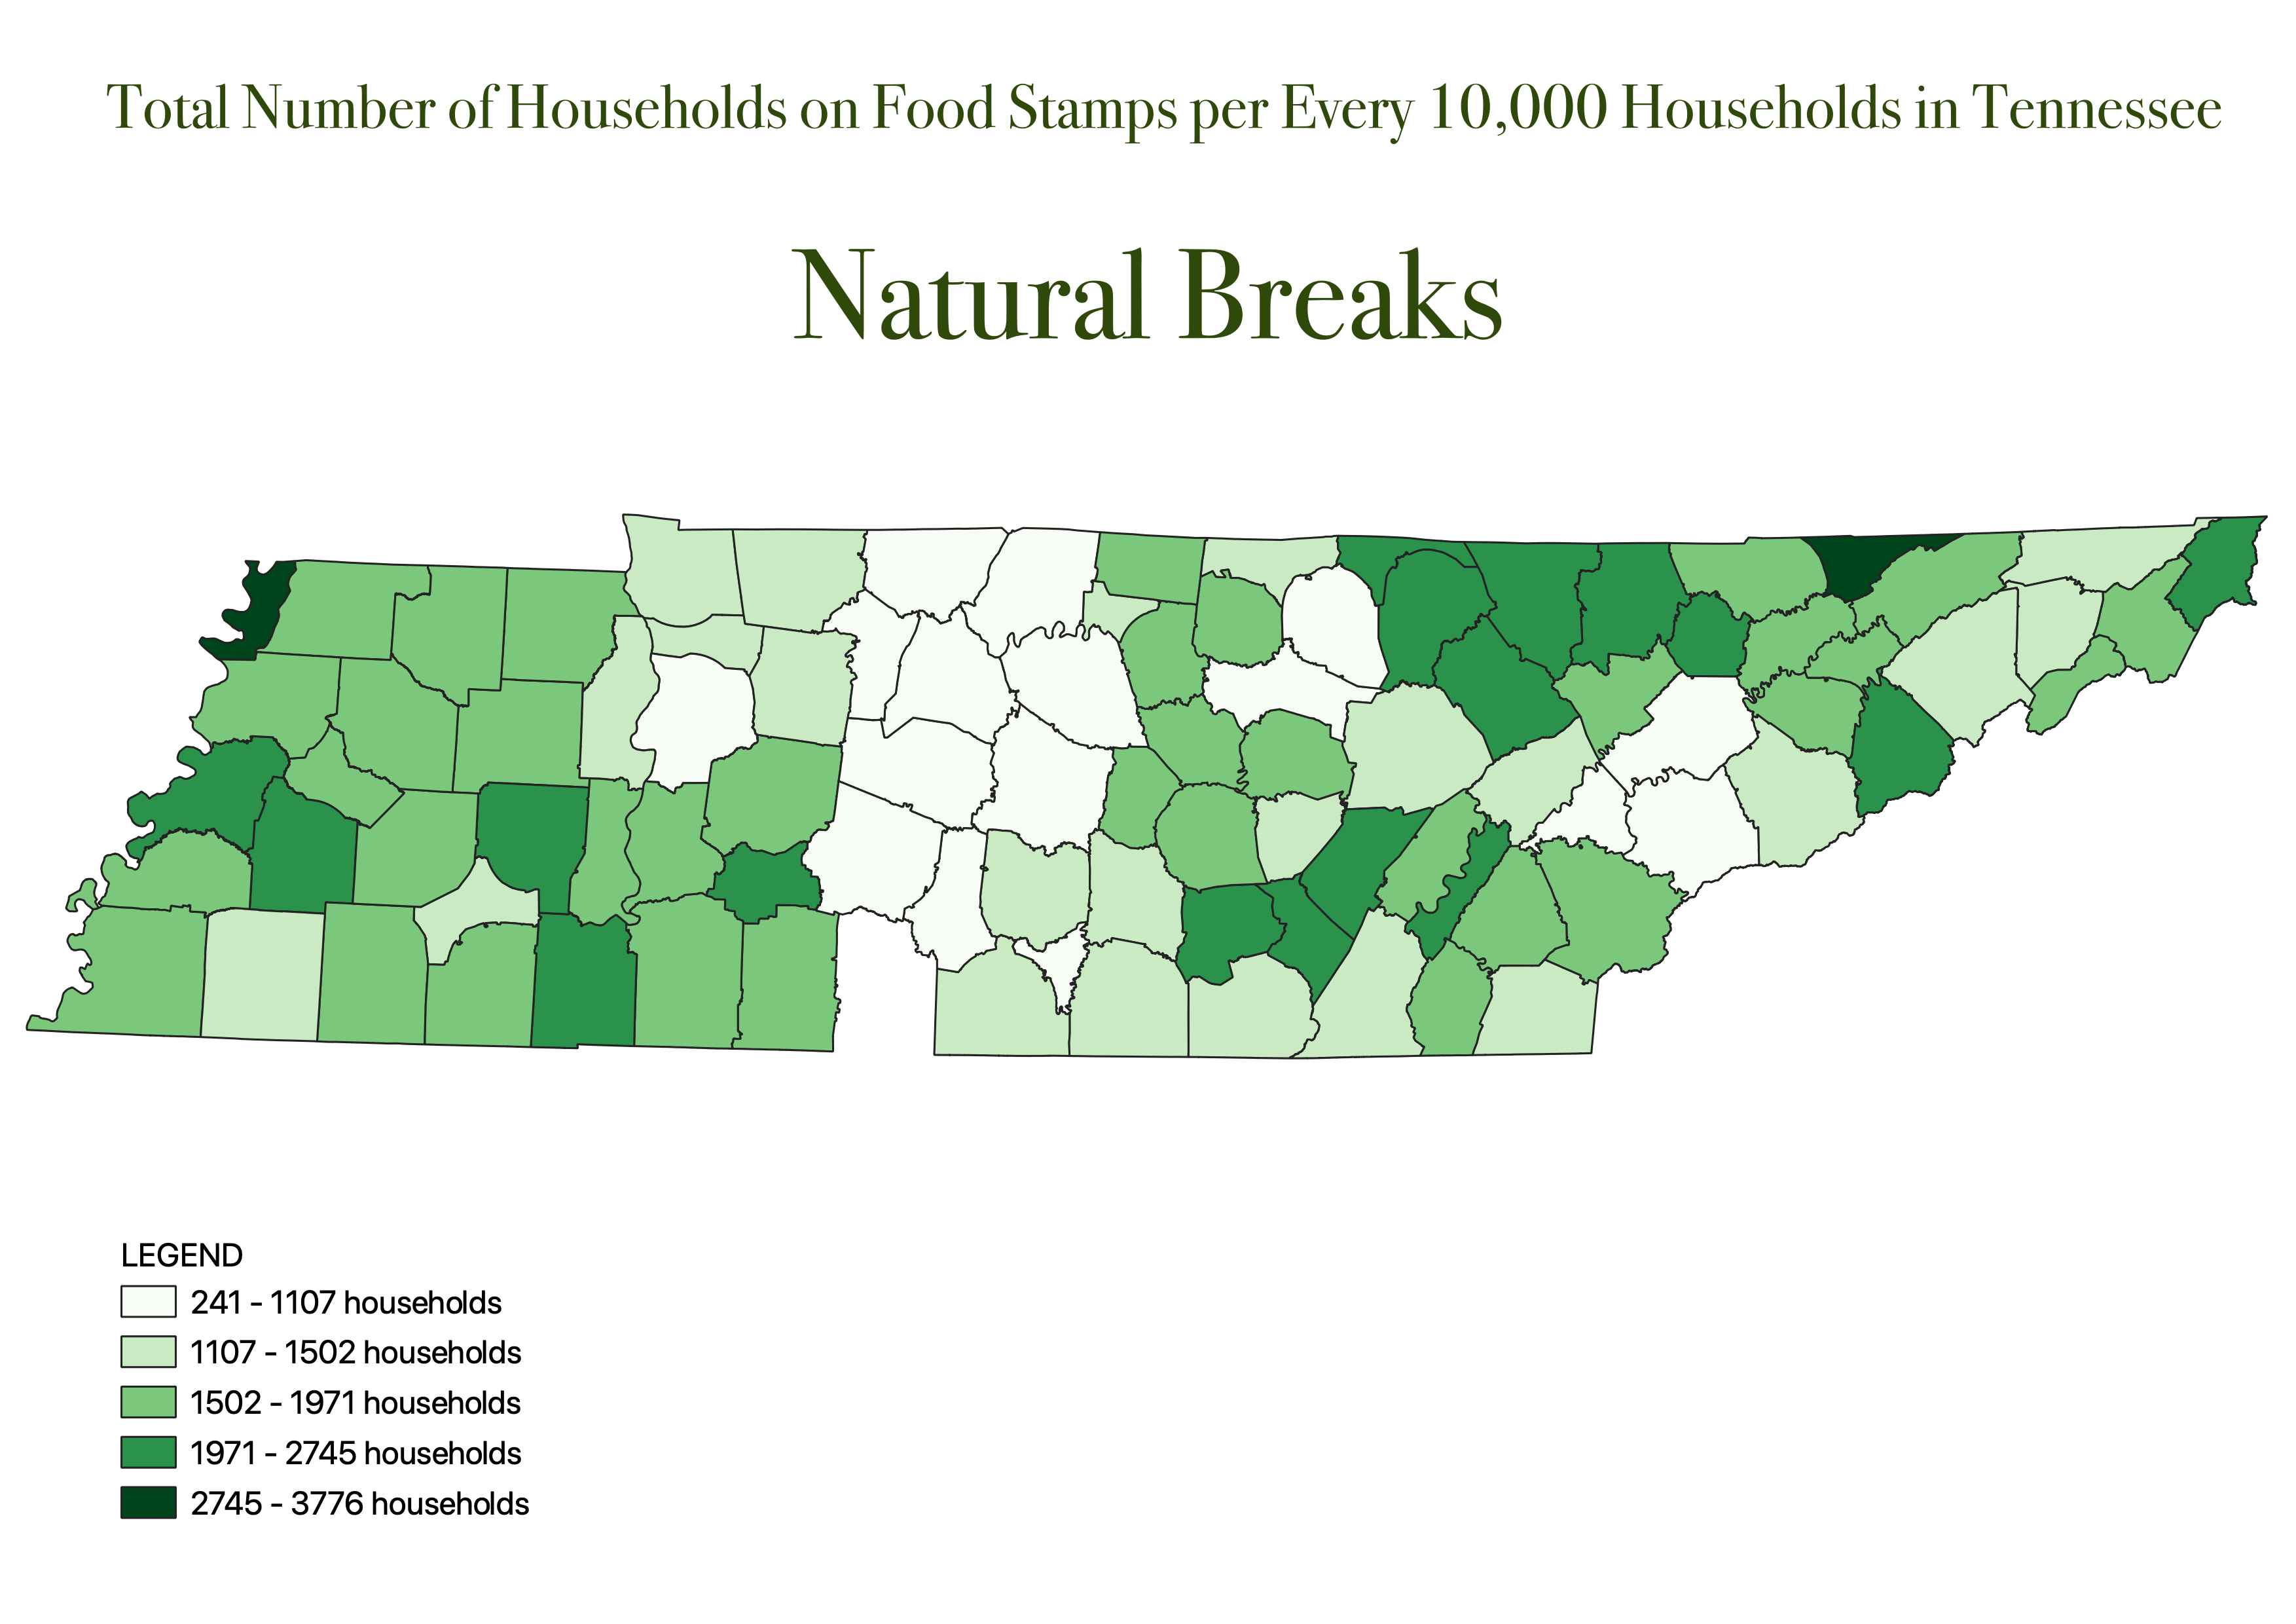 Total Number of Households on Food Stamps per Every 10,000 Households in Tennessee
Natural Breaks
LEGEND
241 - 1107 households
1107 - 1502 households
1502 - 1971 households
1971 - 2745 households
2745 - 3776 households